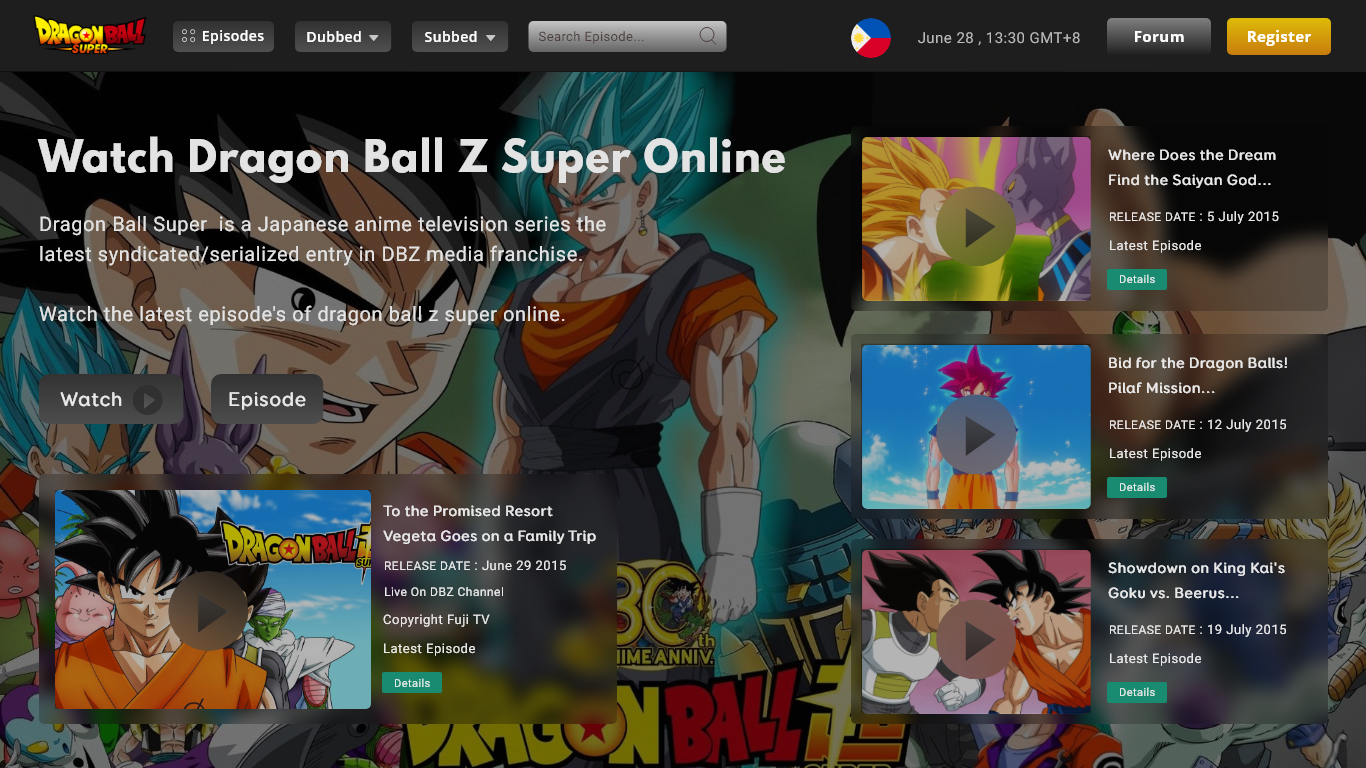 DRAGON BALL
SUPER
Episodes
Dubbed
Subbed
Search Episode...
June 28 , 13:30 GMT+8
Forum
Register
Watch Dragon Ball Z Super Online
Dragon Ball Super is a Japanese anime television series the
latest syndicated/serialized entry in DBZ media franchise.
Watch the latest episode's of dragon ball z super online.
Watch
Episode
DRAGON BALL
To the Promised Resort
Vegeta Goes on a Family Trip
RELEASE DATE : June 29 2015
Live On DBZ Channel
Copyright Fuji TV
Latest Episode
Details
Where Does the Dream
Find the Saiyan God...
RELEASE DATE : 5 July 2015
Latest Episode
Details
Bid for the Dragon Balls!
Pilaf Mission...
RELEASE DATE : 12 July 2015
Latest Episode
Details
Showdown on King Kai's
Goku vs. Beerus...
RELEASE DATE : 19 July 2015
Latest Episode
Details
30th
ANIME ANNIV.
DRAGON BALL超
SUPER